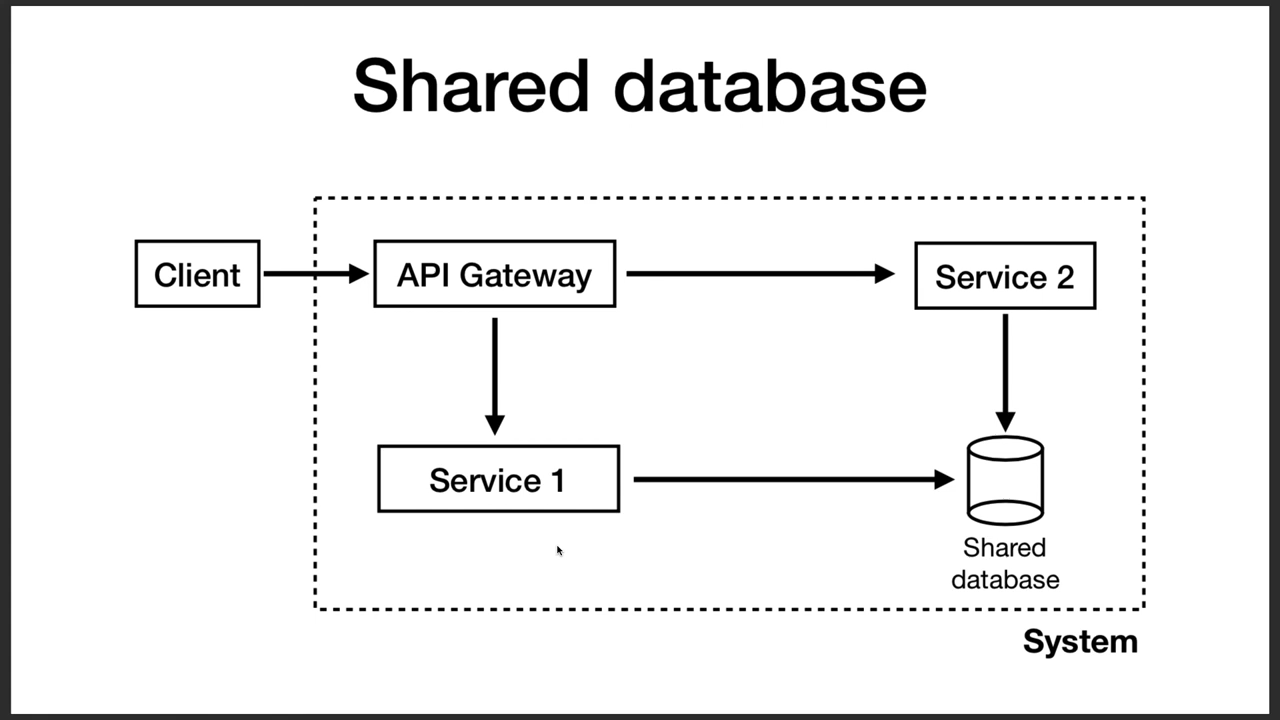 Shared database
Client
API Gateway
Service 2
Service 1
Shared
database
System